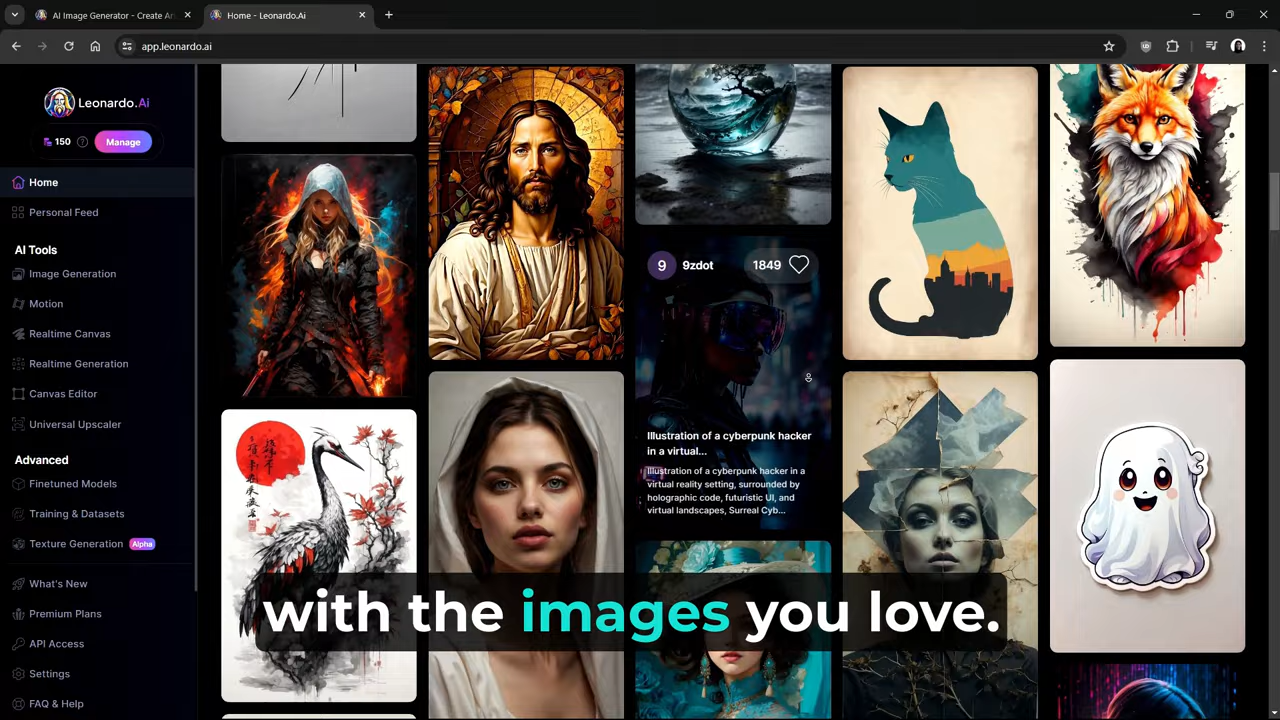 AI Image Generator - Create Ar
Home - Leonardo.Ai
app.leonardo.ai
Leonardo.Ai
150
Manage
Home
Personal Feed
AI Tools
Image Generation
Motion
Realtime Canvas
Realtime Generation
Canvas Editor
Universal Upscaler
Advanced
Finetuned Models
Training & Datasets
Texture Generation Alpha
What's New
Premium Plans
API Access
Settings
FAQ & Help
9 9zdot 1849
Illustration of a cyberpunk hacker
in a virtual...
Illustration of a cyberpunk hacker in a
virtual reality setting, surrounded by
holographic code, futuristic UI, and
virtual landscapes, Surreal Cyb...
with the images you love.